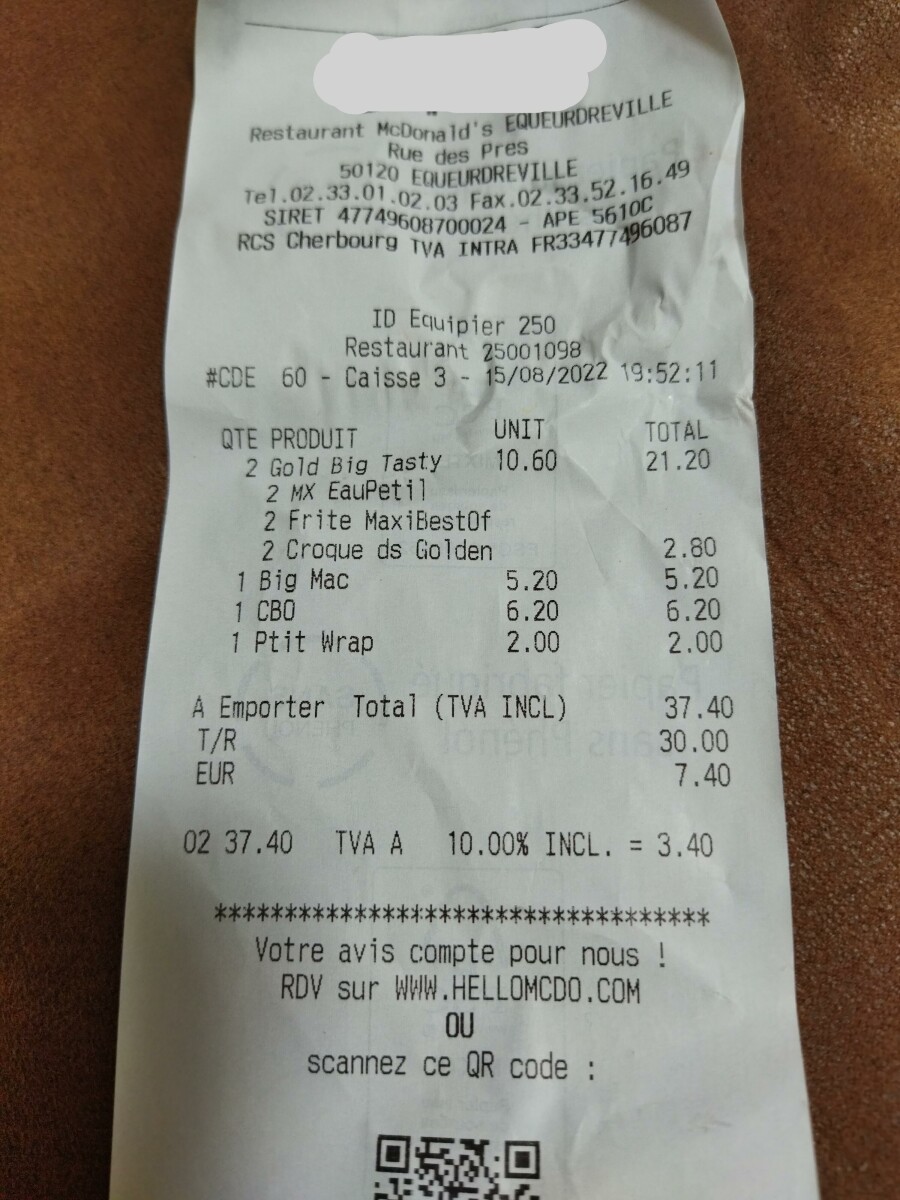 Restaurant McDonald's EQUEURDREVILLE
Rue des Pres
50120 EQUEURDREVILLE
Tel.02.33.01.02.03 Fax.02.33.52.16.49
SIRET 47749608700024 - APE 5610C
RCS Cherbourg TVA INTRA FR33477496087
ID Equipier 250
Restaurant 25001098
#CDE 60 - Caisse 3 - 15/08/2022 19:52:11
QTE PRODUIT UNIT TOTAL
2 Gold Big Tasty 10.60 21.20
2 MX EauPetil
2 Frite MaxiBestOf
2 Croque ds Golden 2.80
1 Big Mac 5.20 5.20
1 CBO 6.20 6.20
1 Ptit Wrap 2.00 2.00
A Emporter Total (TVA INCL) 37.40
T/R 30.00
EUR 7.40
02 37.40 TVA A 10.00% INCL. = 3.40
***********************************
Votre avis compte pour nous !
RDV sur WWW.HELLOMCDO.COM
OU
scannez ce QR code :